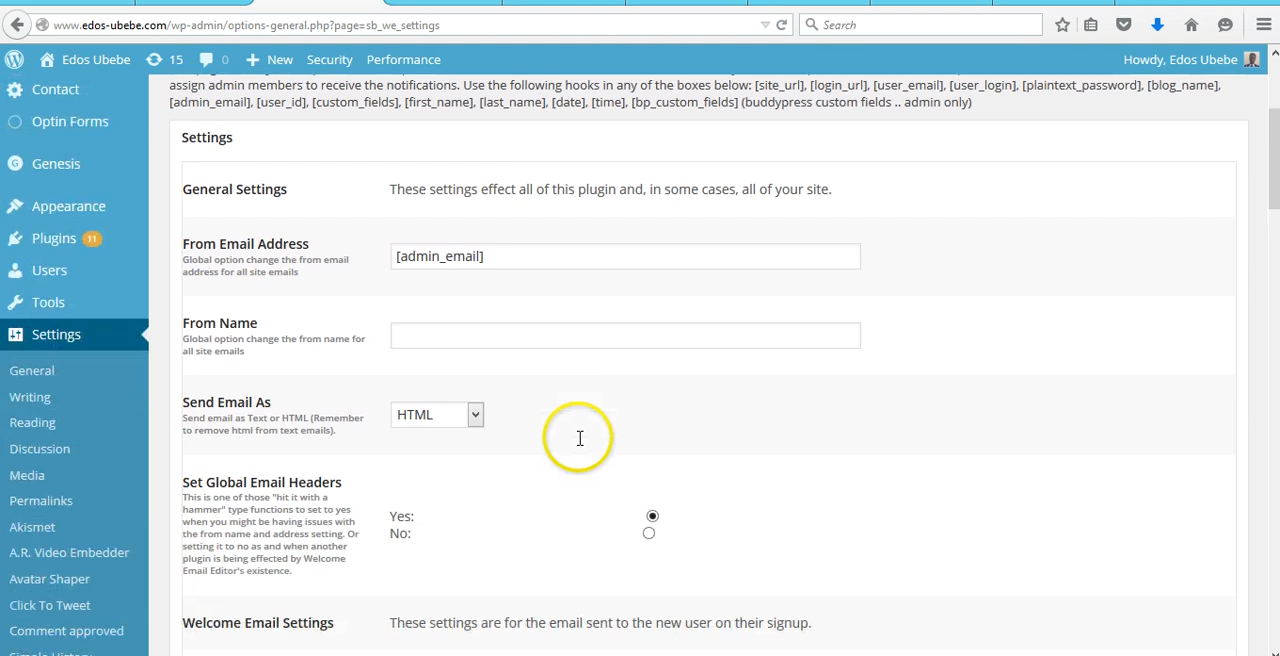 www.edos-ubebe.com/wp-admin/options-general.php?page=sb_we_settings
Search
Edos Ubebe
15
0
New
Security
Performance
Howdy, Edos Ubebe
Contact
Optin Forms
Genesis
Appearance
Plugins 11
Users
Tools
Settings
General
Writing
Reading
Discussion
Media
Permalinks
Akismet
A.R. Video Embedder
Avatar Shaper
Click To Tweet
Comment approved
Simple History
assign admin members to receive the notifications. Use the following hooks in any of the boxes below: [site_url], [login_url], [user_email], [user_login], [plaintext_password], [blog_name],
[admin_email], [user_id], [custom_fields], [first_name], [last_name], [date], [time], [bp_custom_fields] (buddypress custom fields .. admin only)
Settings
General Settings
These settings effect all of this plugin and, in some cases, all of your site.
From Email Address
Global option change the from email
address for all site emails
[admin_email]
From Name
Global option change the from name for
all site emails
Send Email As
Send email as Text or HTML (Remember
to remove html from text emails).
HTML
Set Global Email Headers
This is one of those "hit it with a
hammer" type functions to set to yes
when you might be having issues with
the from name and address setting. Or
setting it to no as and when another
plugin is being effected by Welcome
Email Editor's existence.
Yes:
No:
Welcome Email Settings
These settings are for the email sent to the new user on their signup.